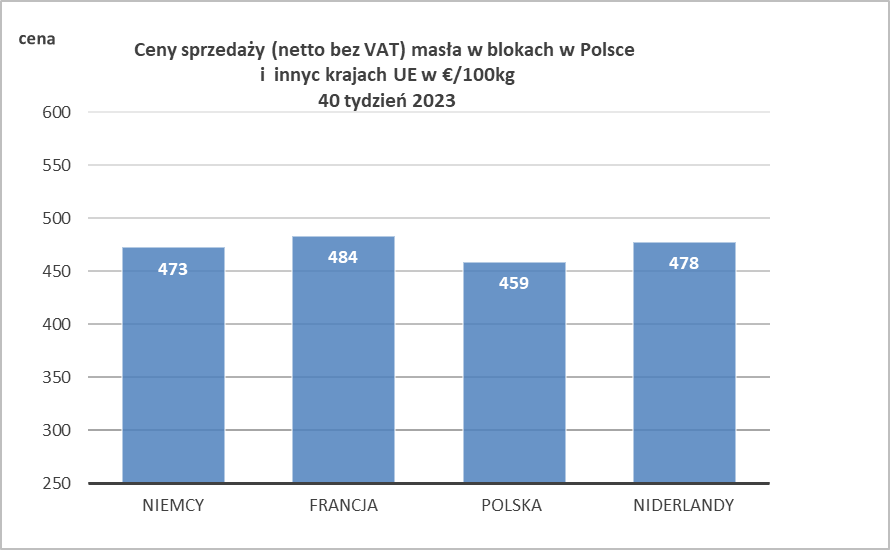 cena
Ceny sprzedaży (netto bez VAT) masła w blokach w Polsce
i innyc krajach UE w €/100kg
40 tydzień 2023
600
550
500
450
400
350
300
250
473
484
459
478
NIEMCY
FRANCJA
POLSKA
NIDERLANDY